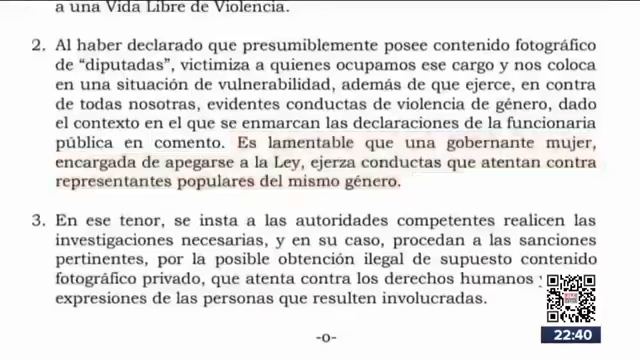 a una Vida Libre de Violencia.
2. Al haber declarado que presumiblemente posee contenido fotográfico
de “diputadas”, victimiza a quienes ocupamos ese cargo y nos coloca
en una situación de vulnerabilidad, además de que ejerce, en contra
de todas nosotras, evidentes conductas de violencia de género, dado
el contexto en el que se enmarcan las declaraciones de la funcionaria
pública en comento. Es lamentable que una gobernante mujer,
encargada de apegarse a la Ley, ejerza conductas que atentan contra
representantes populares del mismo género.
3. En ese tenor, se insta a las autoridades competentes realicen las
investigaciones necesarias, y en su caso, procedan a las sanciones
pertinentes, por la posible obtención ilegal de supuesto contenido
fotográfico privado, que atenta contra los derechos humanos
expresiones de las personas que resulten involucradas.
-o-
22:40